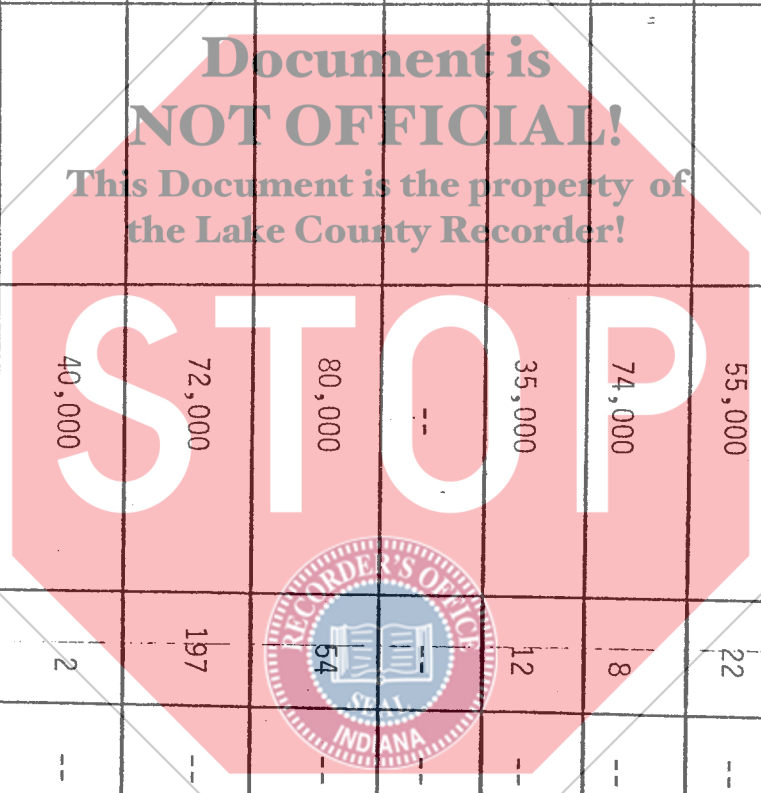 Document is
NOT OFFICIAL!
This Document is the property of
the Lake County Recorder!
STOP
55,000 22 --
74,000 8 --
35,000 12 --
-- -- --
80,000 54 --
72,000 197 --
40,000 2 --
RECORDER'S OFFICE
SEAL
INDIANA